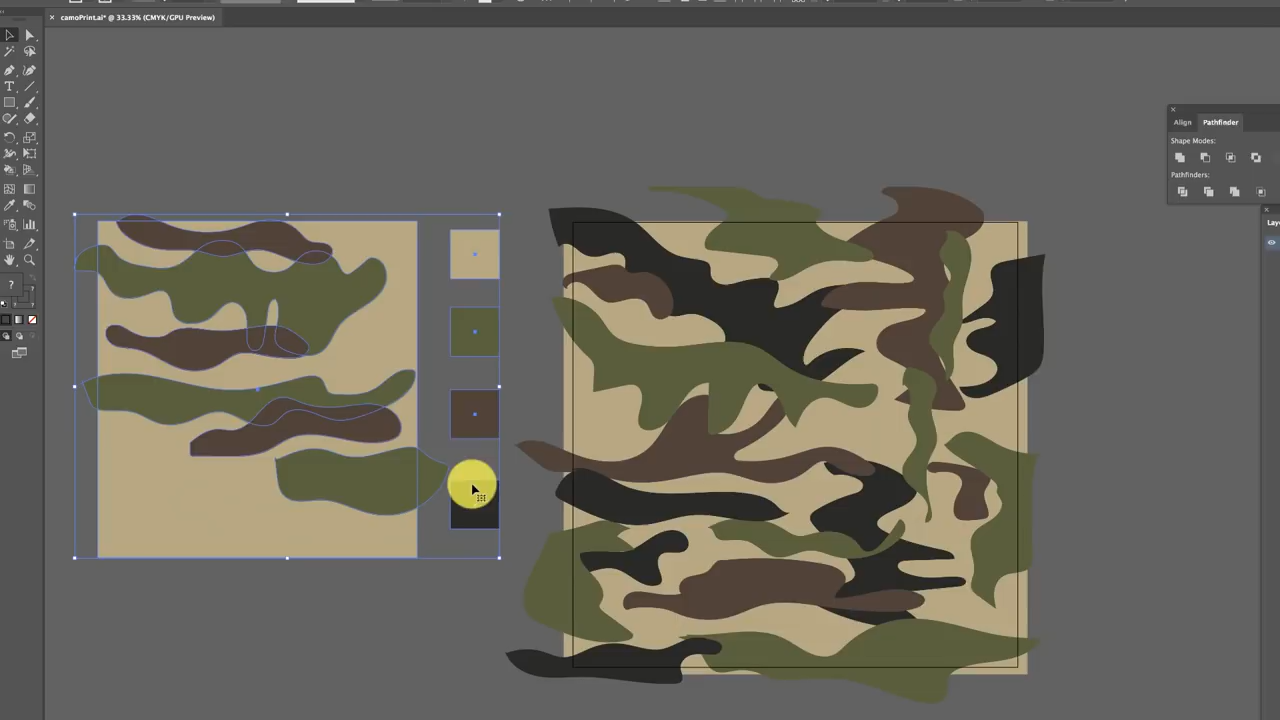 camoPrint.ai* @ 33.33% (CMYK/GPU Preview)
Align
Pathfinder
Shape Modes:
Pathfinders:
?